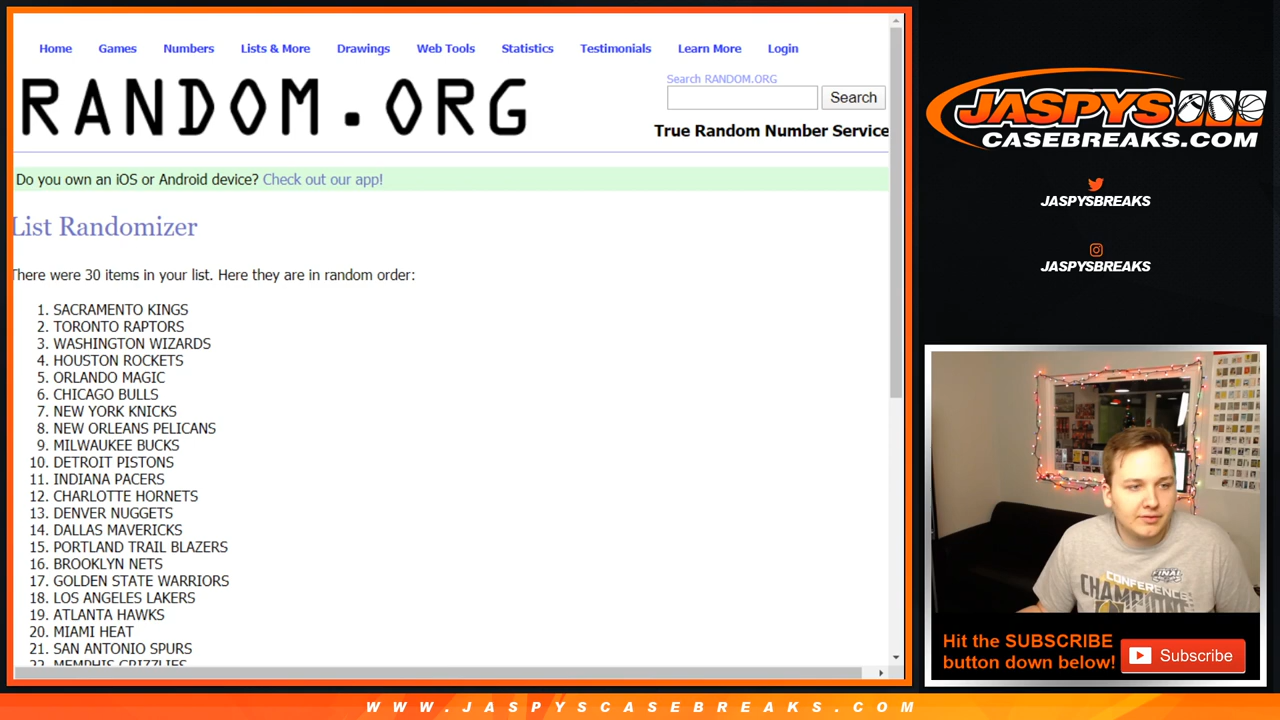 Home Games Numbers Lists & More Drawings Web Tools Statistics Testimonials Learn More Login
RANDOM.ORG
Search RANDOM.ORG
Search
True Random Number Service
Do you own an iOS or Android device? Check out our app!
List Randomizer
There were 30 items in your list. Here they are in random order:
1. SACRAMENTO KINGS
2. TORONTO RAPTORS
3. WASHINGTON WIZARDS
4. HOUSTON ROCKETS
5. ORLANDO MAGIC
6. CHICAGO BULLS
7. NEW YORK KNICKS
8. NEW ORLEANS PELICANS
9. MILWAUKEE BUCKS
10. DETROIT PISTONS
11. INDIANA PACERS
12. CHARLOTTE HORNETS
13. DENVER NUGGETS
14. DALLAS MAVERICKS
15. PORTLAND TRAIL BLAZERS
16. BROOKLYN NETS
17. GOLDEN STATE WARRIORS
18. LOS ANGELES LAKERS
19. ATLANTA HAWKS
20. MIAMI HEAT
21. SAN ANTONIO SPURS
22. MEMPHIS GRIZZLIES
JASPYS
CASEBREAKS.COM
JASPYSBREAKS
JASPYSBREAKS
FINAL
CONFERENCE
Hit the SUBSCRIBE
button down below!
Subscribe
WWW.JASPYSCASEBREAKS.COM